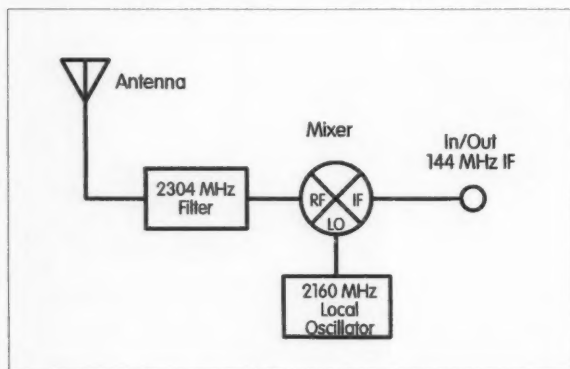 Antenna
Mixer
In/Out
144 MHz IF
2304 MHz
Filter
RF
IF
LO
2160 MHz
Local
Oscillator